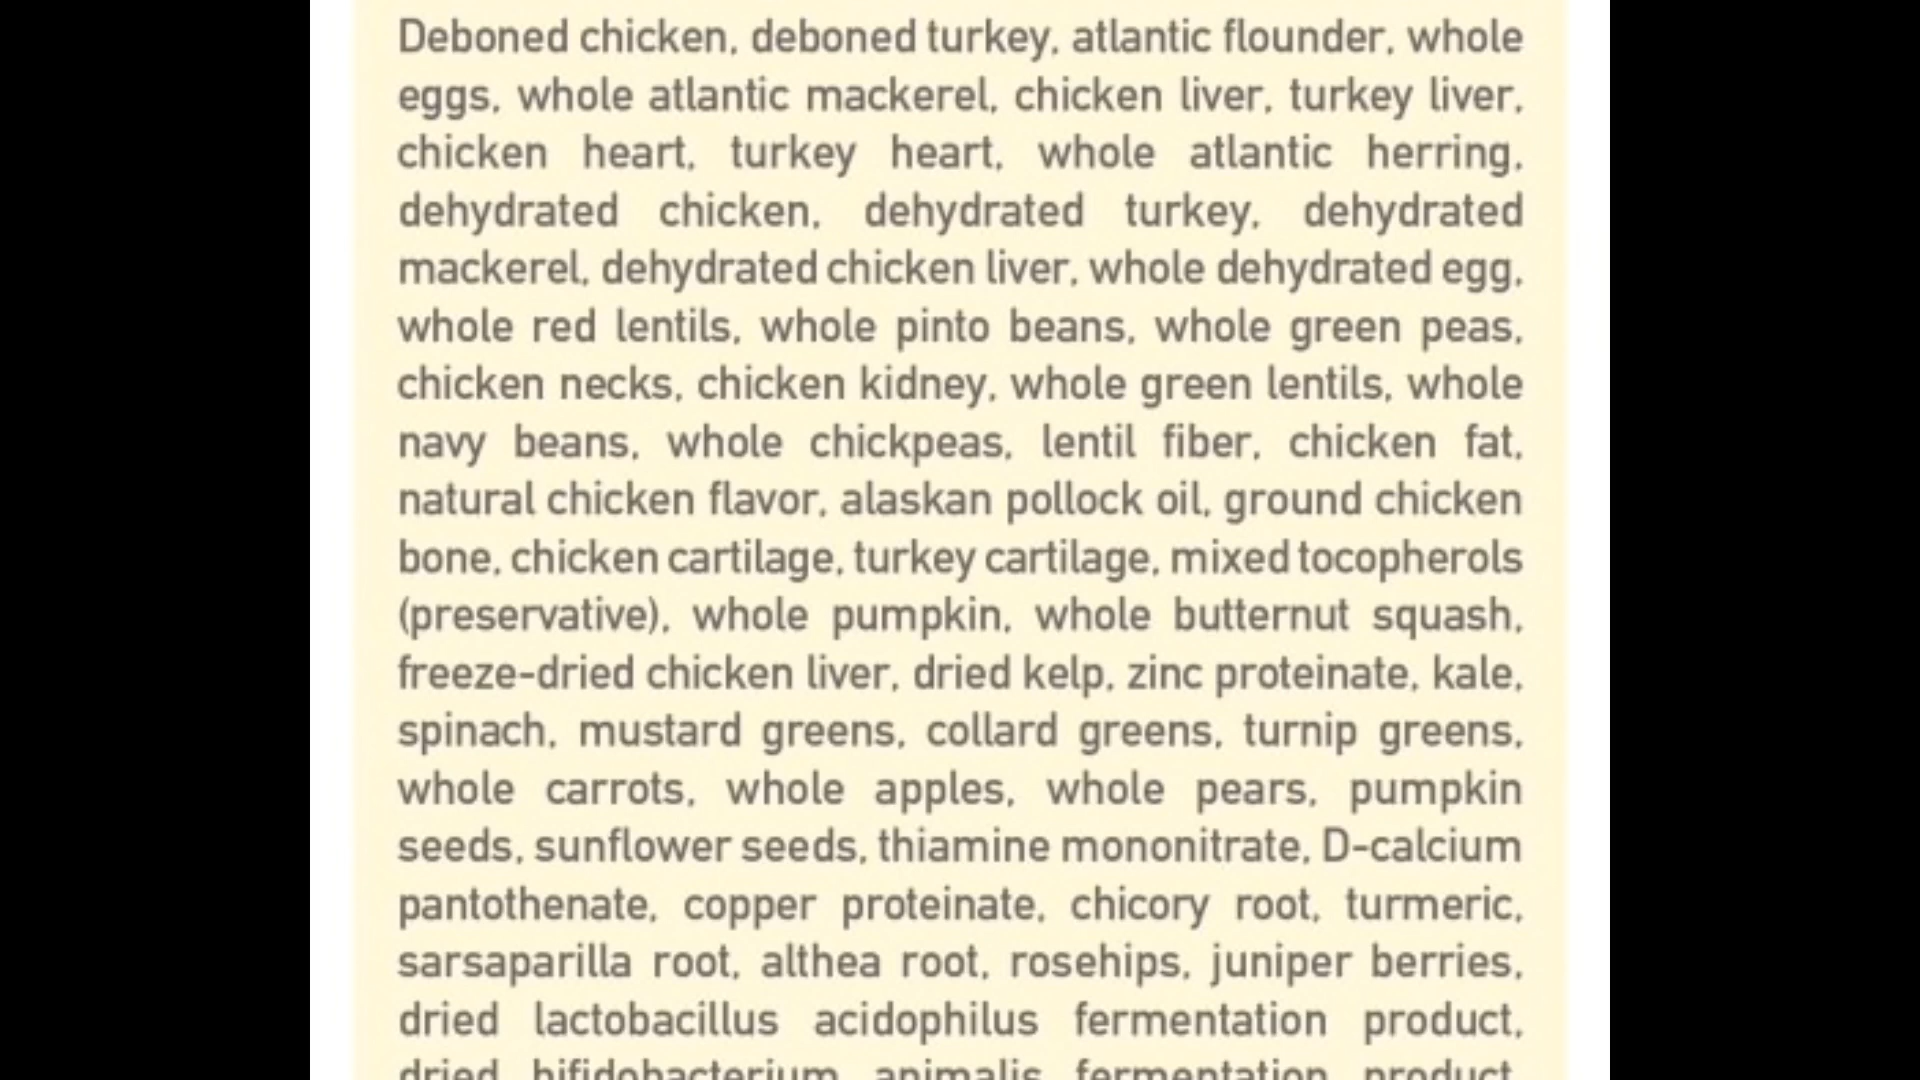 Deboned chicken, deboned turkey, atlantic flounder, whole
eggs, whole atlantic mackerel, chicken liver, turkey liver,
chicken heart, turkey heart, whole atlantic herring,
dehydrated chicken, dehydrated turkey, dehydrated
mackerel, dehydrated chicken liver, whole dehydrated egg,
whole red lentils, whole pinto beans, whole green peas,
chicken necks, chicken kidney, whole green lentils, whole
navy beans, whole chickpeas, lentil fiber, chicken fat,
natural chicken flavor, alaskan pollock oil, ground chicken
bone, chicken cartilage, turkey cartilage, mixed tocopherols
(preservative), whole pumpkin, whole butternut squash,
freeze-dried chicken liver, dried kelp, zinc proteinate, kale,
spinach, mustard greens, collard greens, turnip greens,
whole carrots, whole apples, whole pears, pumpkin
seeds, sunflower seeds, thiamine mononitrate, D-calcium
pantothenate, copper proteinate, chicory root, turmeric,
sarsaparilla root, althea root, rosehips, juniper berries,
dried lactobacillus acidophilus fermentation product,
dried bifidobacterium animalis fermentation product,